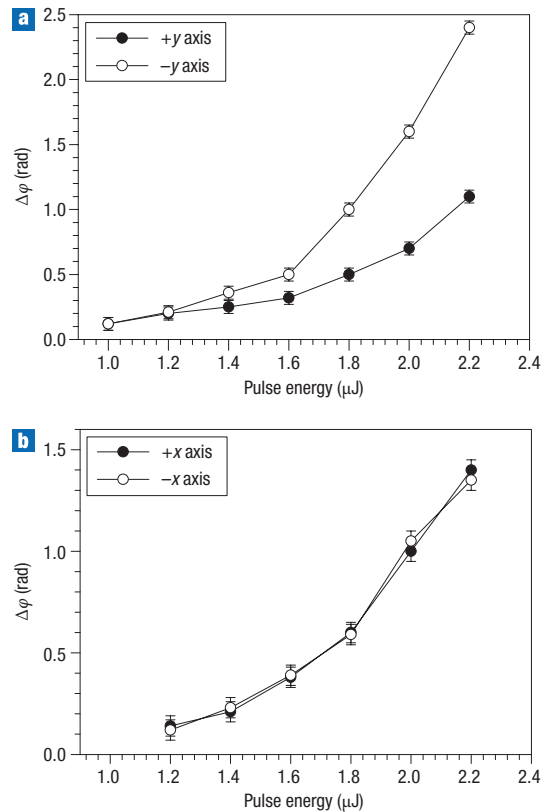 a
2.5
2.0
1.5
1.0
0.5
0.0
+y axis
−y axis
Δφ (rad)
1.0 1.2 1.4 1.6 1.8 2.0 2.2 2.4
Pulse energy (μJ)
b
1.5
1.0
0.5
0.0
+x axis
−x axis
Δφ (rad)
1.0 1.2 1.4 1.6 1.8 2.0 2.2 2.4
Pulse energy (μJ)